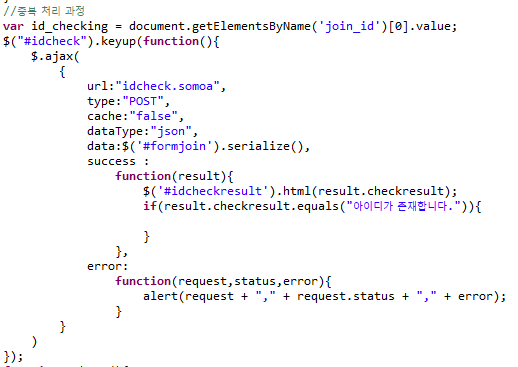 //중복 처리 과정
var id_checking = document.getElementsByName('join_id')[0].value;
$("#idcheck").keyup(function(){
    $.ajax(
        {
            url:"idcheck.somoa",
            type:"POST",
            cache:"false",
            dataType:"json",
            data:$('#formjoin').serialize(),
            success :
                function(result){
                    $('#idcheckresult').html(result.checkresult);
                    if(result.checkresult.equals("아이디가 존재합니다.")){

                    }
                },
            error:
                function(request,status,error){
                    alert(request + "," + request.status + "," + error);
                }
        }
    )
});